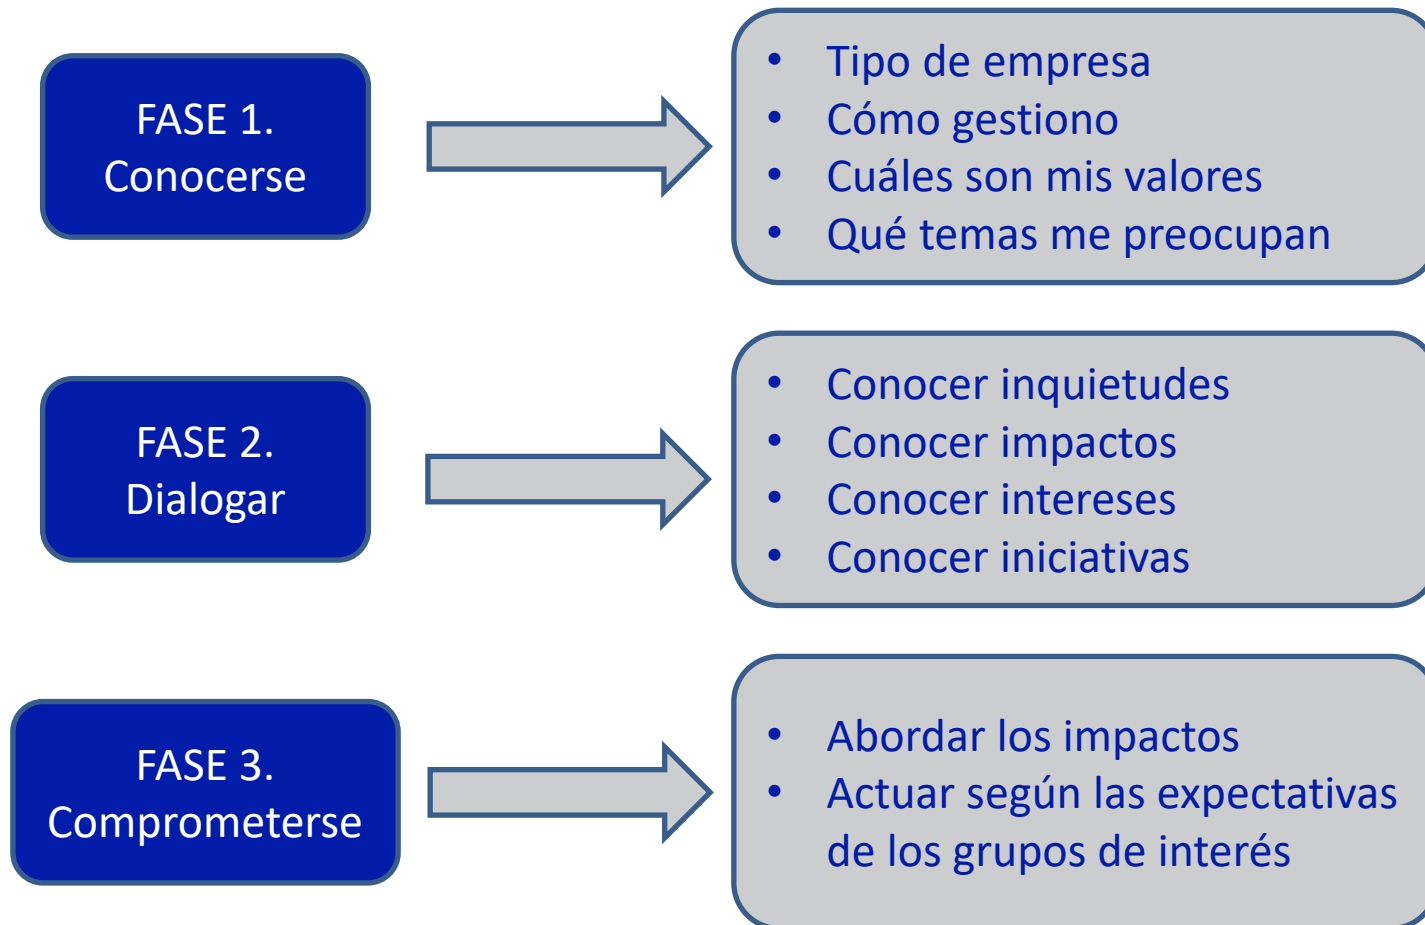 FASE 1.
Conocerse
• Tipo de empresa
• Cómo gestiono
• Cuáles son mis valores
• Qué temas me preocupan
FASE 2.
Dialogar
• Conocer inquietudes
• Conocer impactos
• Conocer intereses
• Conocer iniciativas
FASE 3.
Comprometerse
• Abordar los impactos
• Actuar según las expectativas
de los grupos de interés